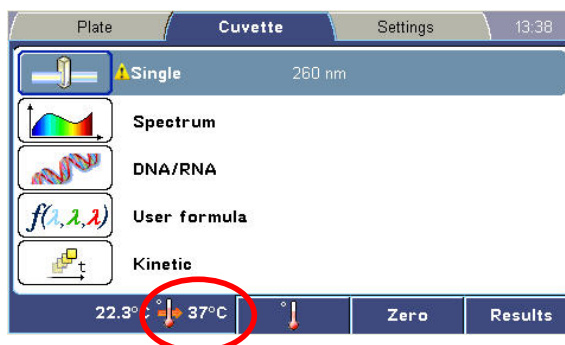 Plate Cuvette Settings 13:38
Single 260 nm
Spectrum
DNA/RNA
f(λ,λ,λ) User formula
t Kinetic
22.3°C 37°C Zero Results